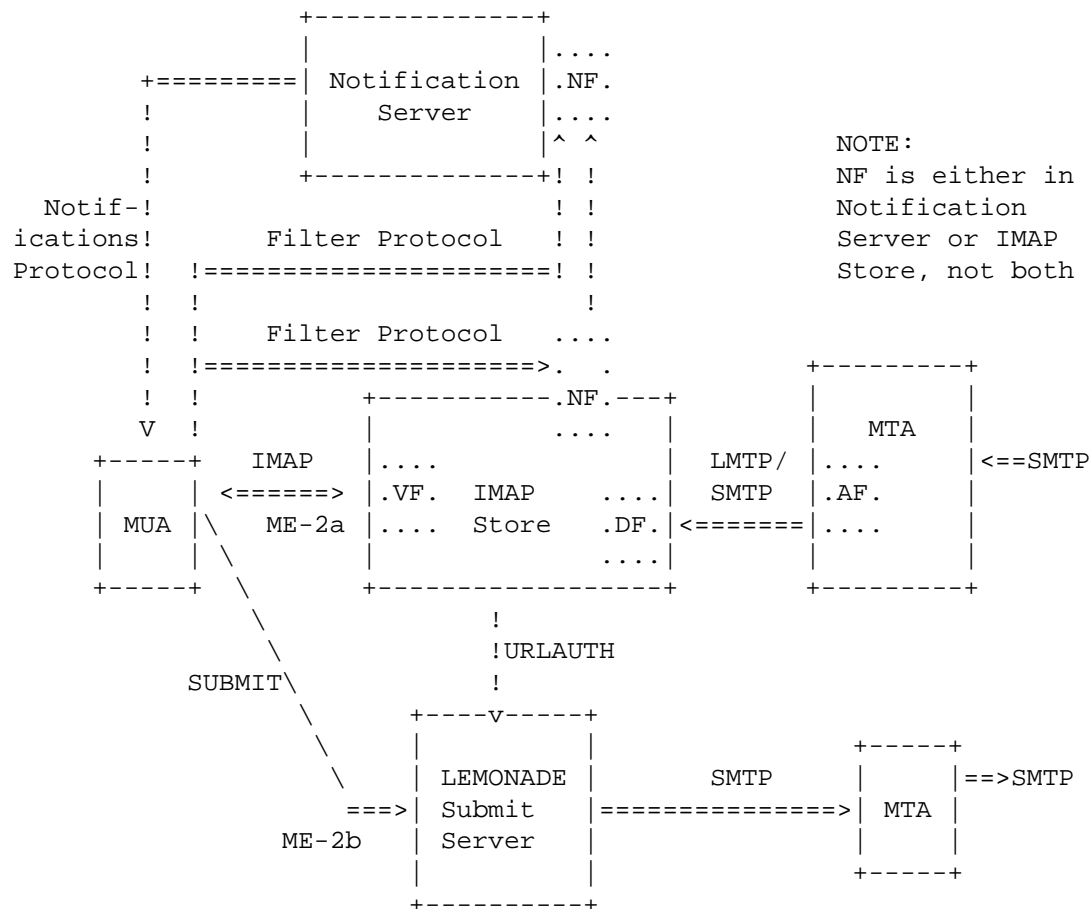 Notification .NF.
Server
NOTE:
NF is either in
Notif- Notification
ications Filter Protocol Server or IMAP
Protocol Store, not both
Filter Protocol
.NF.
V MTA
IMAP LMTP/ <==SMTP
.VF. IMAP SMTP .AF.
MUA ME-2a Store .DF.
URLAUTH
SUBMIT
v
LEMONADE SMTP ==>SMTP
===> Submit MTA
ME-2b Server